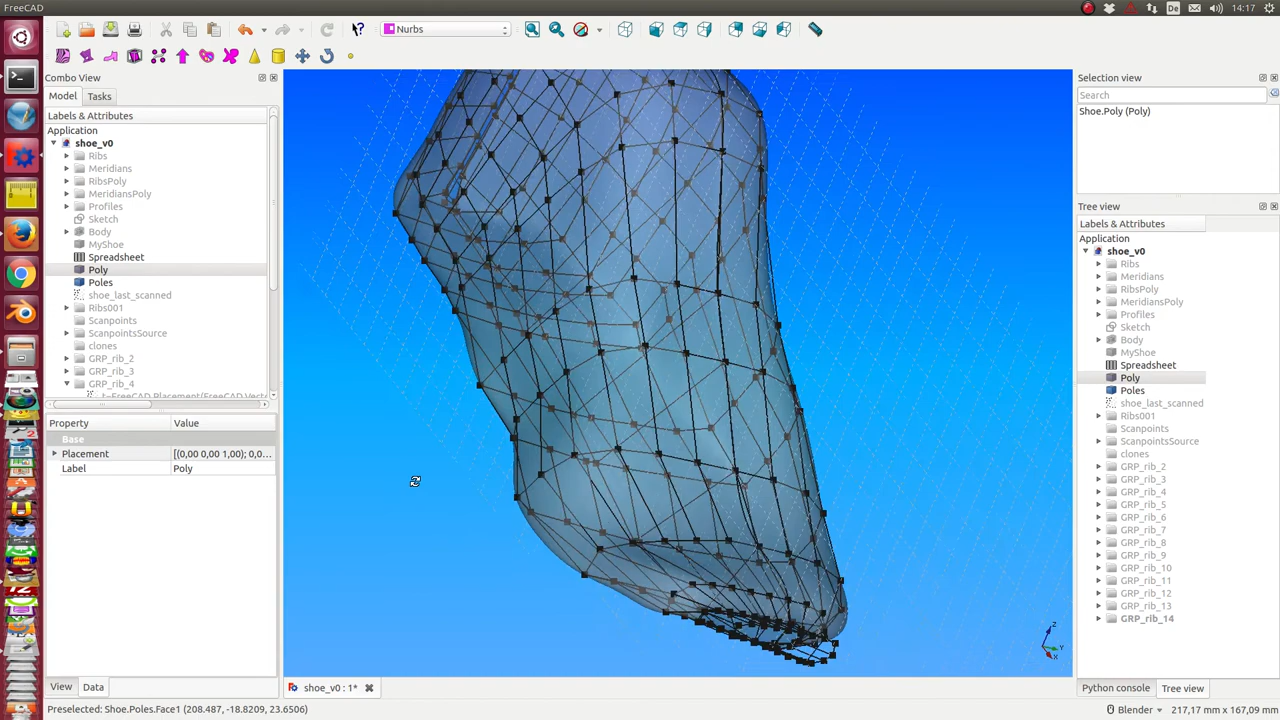 FreeCAD
De
14:17
Nurbs
Combo View
Model
Tasks
Labels & Attributes
Application
shoe_v0
Ribs
Meridians
RibsPoly
MeridiansPoly
Profiles
Sketch
Body
MyShoe
Spreadsheet
Poly
Poles
shoe_last_scanned
Ribs001
Scanpoints
ScanpointsSource
clones
GRP_rib_2
GRP_rib_3
GRP_rib_4
Property
Value
Base
Placement
[(0,00 0,00 1,00); 0,0...
Label
Poly
View
Data
shoe_v0 : 1*
Z
Y
X
Selection view
Search
Shoe.Poly (Poly)
Tree view
Labels & Attributes
Application
shoe_v0
Ribs
Meridians
RibsPoly
MeridiansPoly
Profiles
Sketch
Body
MyShoe
Spreadsheet
Poly
Poles
shoe_last_scanned
Ribs001
Scanpoints
ScanpointsSource
clones
GRP_rib_2
GRP_rib_3
GRP_rib_4
GRP_rib_5
GRP_rib_6
GRP_rib_7
GRP_rib_8
GRP_rib_9
GRP_rib_10
GRP_rib_11
GRP_rib_12
GRP_rib_13
GRP_rib_14
Python console
Tree view
Preselected: Shoe.Poles.Face1 (208.487, -18.8209, 23.6506)
Blender
217,17 mm x 167,09 mm